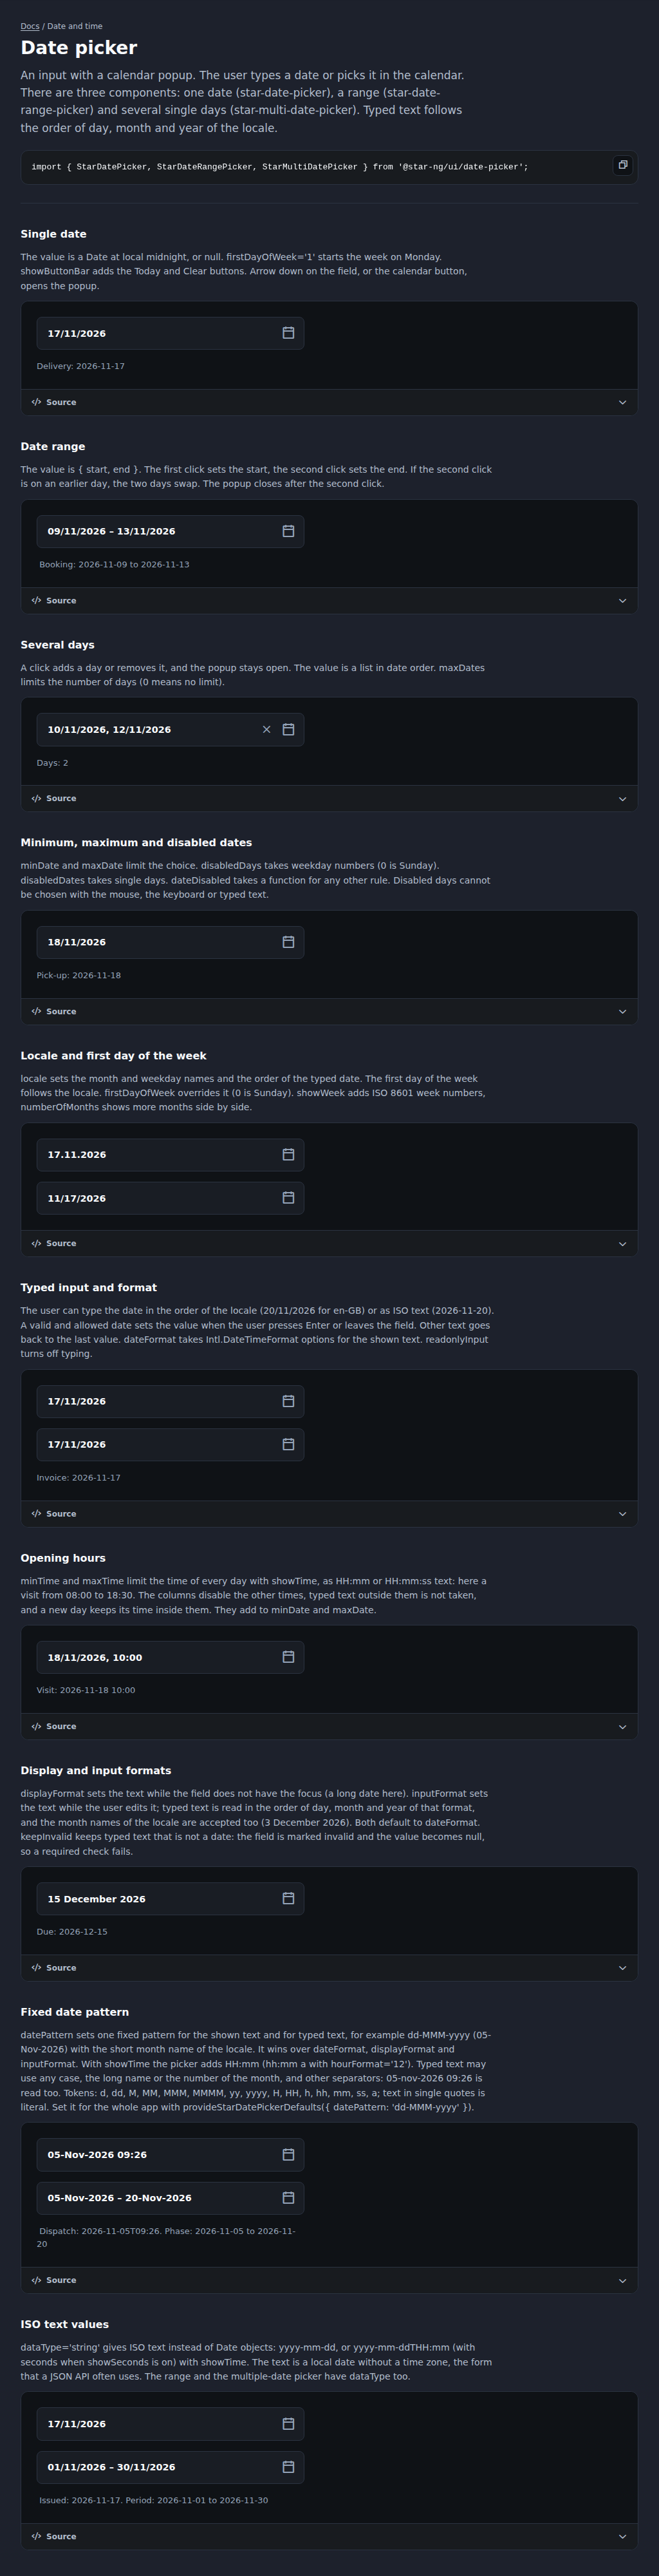 Docs / Date and time
Date picker
An input with a calendar popup. The user types a date or picks it in the calendar.
There are three components: one date (star-date-picker), a range (star-date-
range-picker) and several single days (star-multi-date-picker). Typed text follows
the order of day, month and year of the locale.
import { StarDatePicker, StarDateRangePicker, StarMultiDatePicker } from '@star-ng/ui/date-picker';
Single date
The value is a Date at local midnight, or null. firstDayOfWeek='1' starts the week on Monday.
showButtonBar adds the Today and Clear buttons. Arrow down on the field, or the calendar button,
opens the popup.
17/11/2026
Delivery: 2026-11-17
Source
Date range
The value is { start, end }. The first click sets the start, the second click sets the end. If the second click
is on an earlier day, the two days swap. The popup closes after the second click.
09/11/2026 – 13/11/2026
Booking: 2026-11-09 to 2026-11-13
Source
Several days
A click adds a day or removes it, and the popup stays open. The value is a list in date order. maxDates
limits the number of days (0 means no limit).
10/11/2026, 12/11/2026
Days: 2
Source
Minimum, maximum and disabled dates
minDate and maxDate limit the choice. disabledDays takes weekday numbers (0 is Sunday).
disabledDates takes single days. dateDisabled takes a function for any other rule. Disabled days cannot
be chosen with the mouse, the keyboard or typed text.
18/11/2026
Pick-up: 2026-11-18
Source
Locale and first day of the week
locale sets the month and weekday names and the order of the typed date. The first day of the week
follows the locale. firstDayOfWeek overrides it (0 is Sunday). showWeek adds ISO 8601 week numbers,
numberOfMonths shows more months side by side.
17.11.2026
11/17/2026
Source
Typed input and format
The user can type the date in the order of the locale (20/11/2026 for en-GB) or as ISO text (2026-11-20).
A valid and allowed date sets the value when the user presses Enter or leaves the field. Other text goes
back to the last value. dateFormat takes Intl.DateTimeFormat options for the shown text. readonlyInput
turns off typing.
17/11/2026
17/11/2026
Invoice: 2026-11-17
Source
Opening hours
minTime and maxTime limit the time of every day with showTime, as HH:mm or HH:mm:ss text: here a
visit from 08:00 to 18:30. The columns disable the other times, typed text outside them is not taken,
and a new day keeps its time inside them. They add to minDate and maxDate.
18/11/2026, 10:00
Visit: 2026-11-18 10:00
Source
Display and input formats
displayFormat sets the text while the field does not have the focus (a long date here). inputFormat sets
the text while the user edits it; typed text is read in the order of day, month and year of that format,
and the month names of the locale are accepted too (3 December 2026). Both default to dateFormat.
keepInvalid keeps typed text that is not a date: the field is marked invalid and the value becomes null,
so a required check fails.
15 December 2026
Due: 2026-12-15
Source
Fixed date pattern
datePattern sets one fixed pattern for the shown text and for typed text, for example dd-MMM-yyyy (05-
Nov-2026) with the short month name of the locale. It wins over dateFormat, displayFormat and
inputFormat. With showTime the picker adds HH:mm (hh:mm a with hourFormat='12'). Typed text may
use any case, the long name or the number of the month, and other separators: 05-nov-2026 09:26 is
read too. Tokens: d, dd, M, MM, MMM, MMMM, yy, yyyy, H, HH, h, hh, mm, ss, a; text in single quotes is
literal. Set it for the whole app with provideStarDatePickerDefaults({ datePattern: 'dd-MMM-yyyy' }).
05-Nov-2026 09:26
05-Nov-2026 – 20-Nov-2026
Dispatch: 2026-11-05T09:26. Phase: 2026-11-05 to 2026-11-
20
Source
ISO text values
dataType='string' gives ISO text instead of Date objects: yyyy-mm-dd, or yyyy-mm-ddTHH:mm (with
seconds when showSeconds is on) with showTime. The text is a local date without a time zone, the form
that a JSON API often uses. The range and the multiple-date picker have dataType too.
17/11/2026
01/11/2026 – 30/11/2026
Issued: 2026-11-17. Period: 2026-11-01 to 2026-11-30
Source